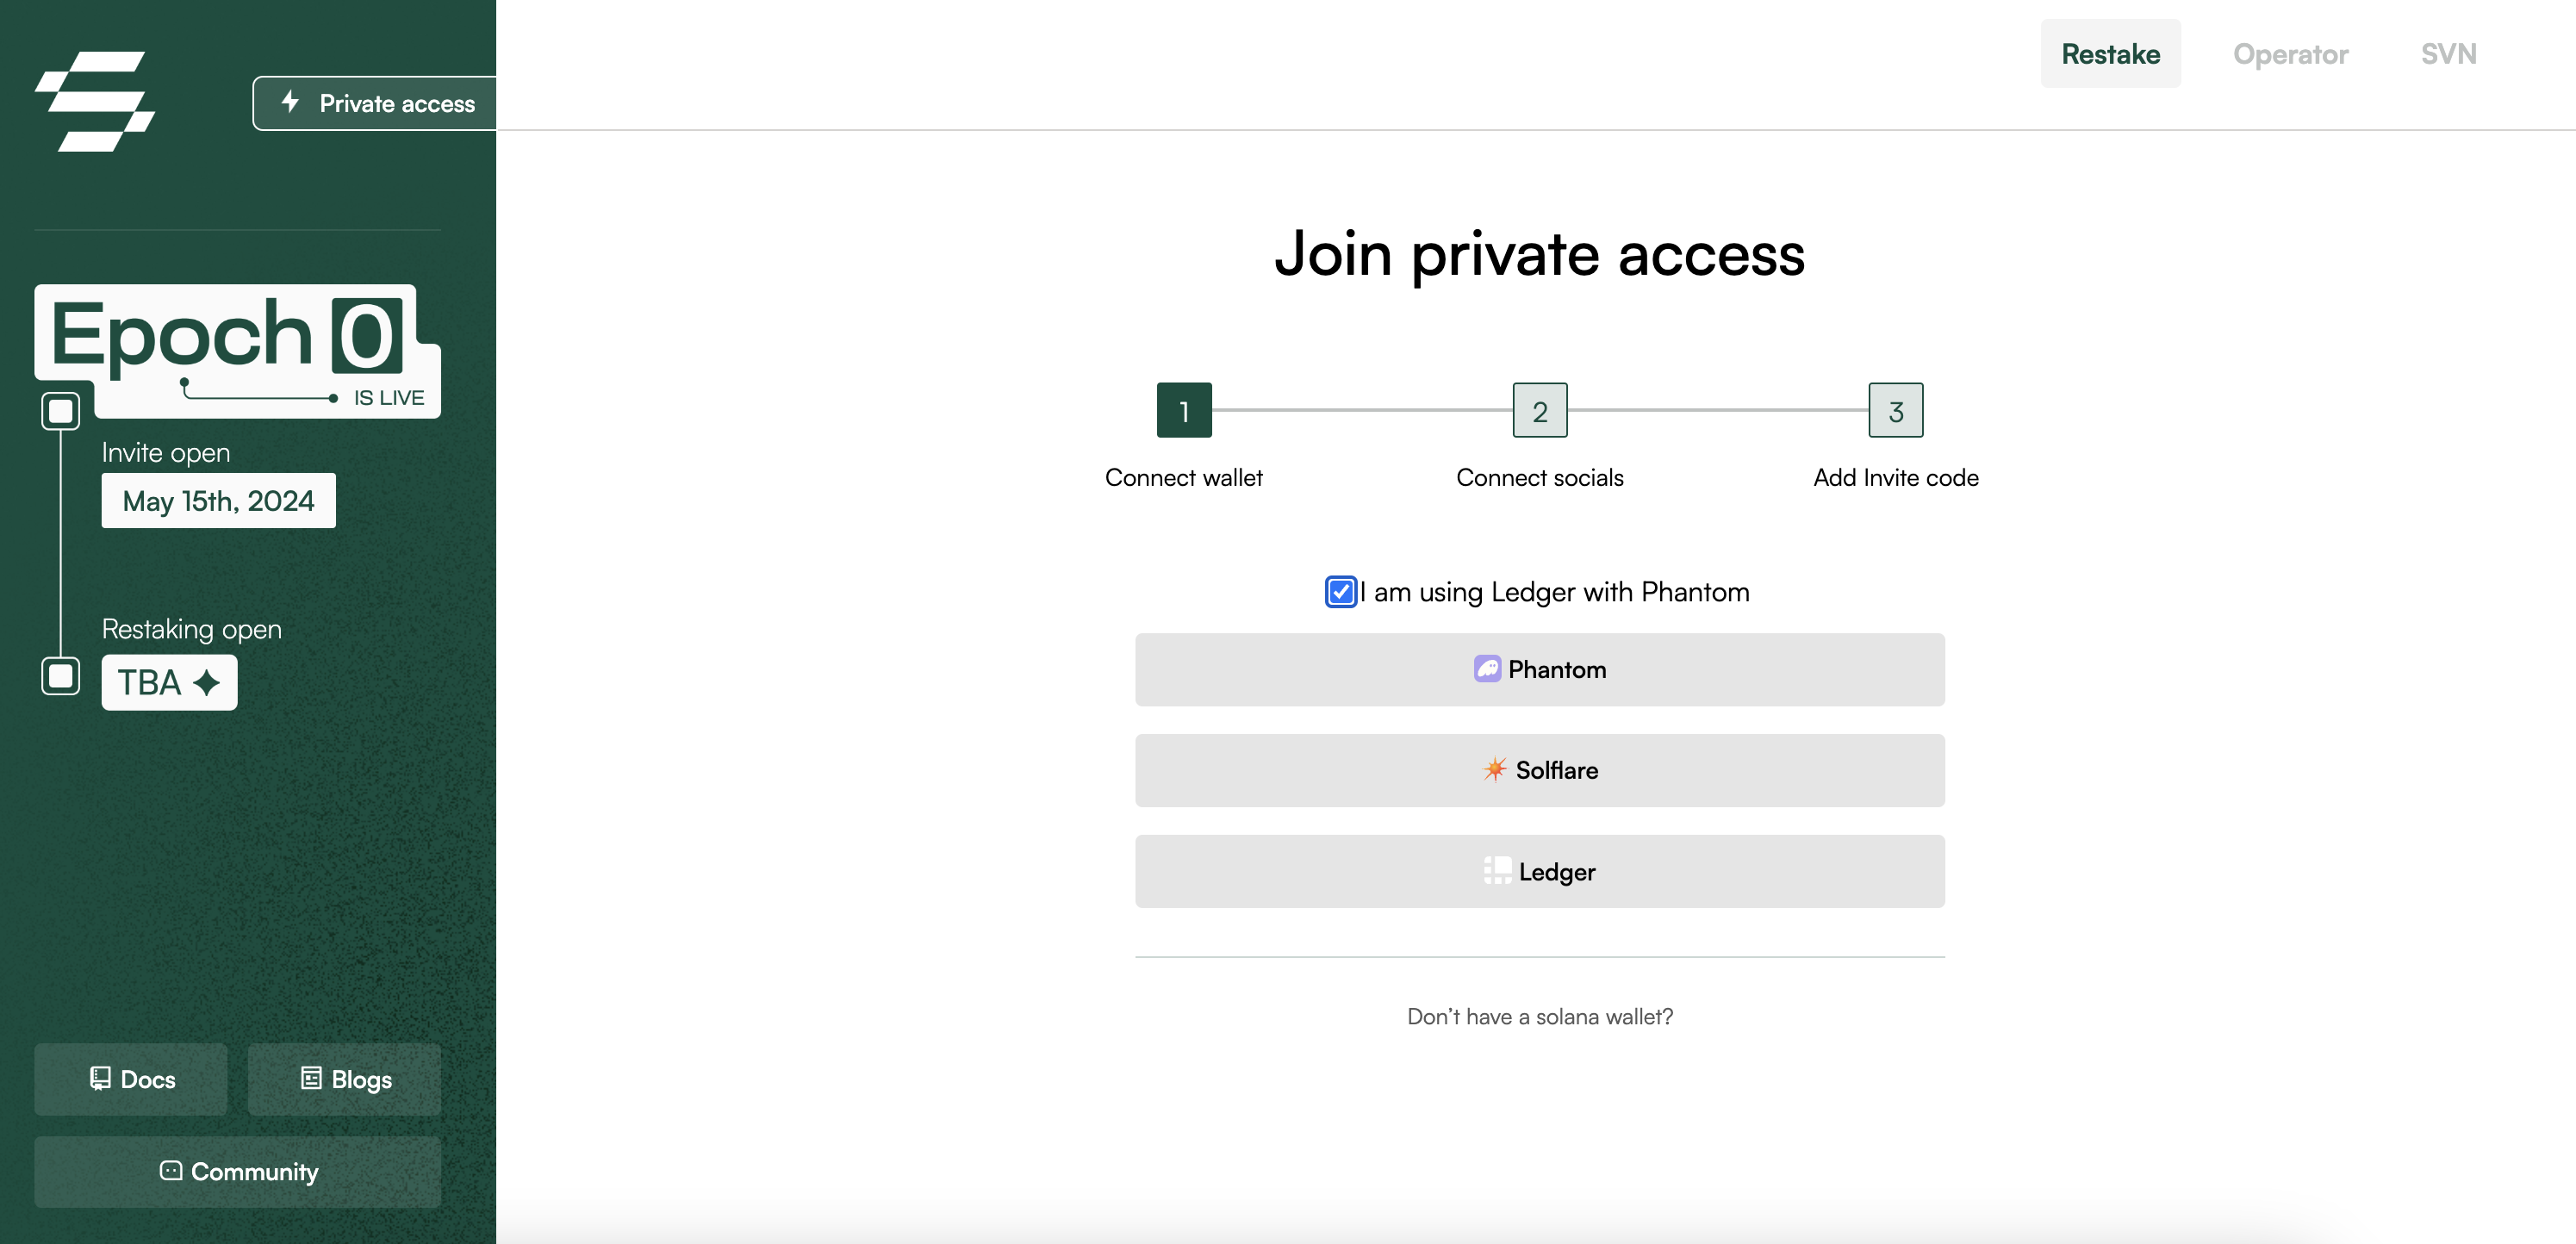 Private access
Restake
Operator
SVN
Epoch 0
IS LIVE
Invite open
May 15th, 2024
Restaking open
TBA
Docs
Blogs
Community
Join private access
1
2
3
Connect wallet
Connect socials
Add Invite code
I am using Ledger with Phantom
Phantom
Solflare
Ledger
Don’t have a solana wallet?